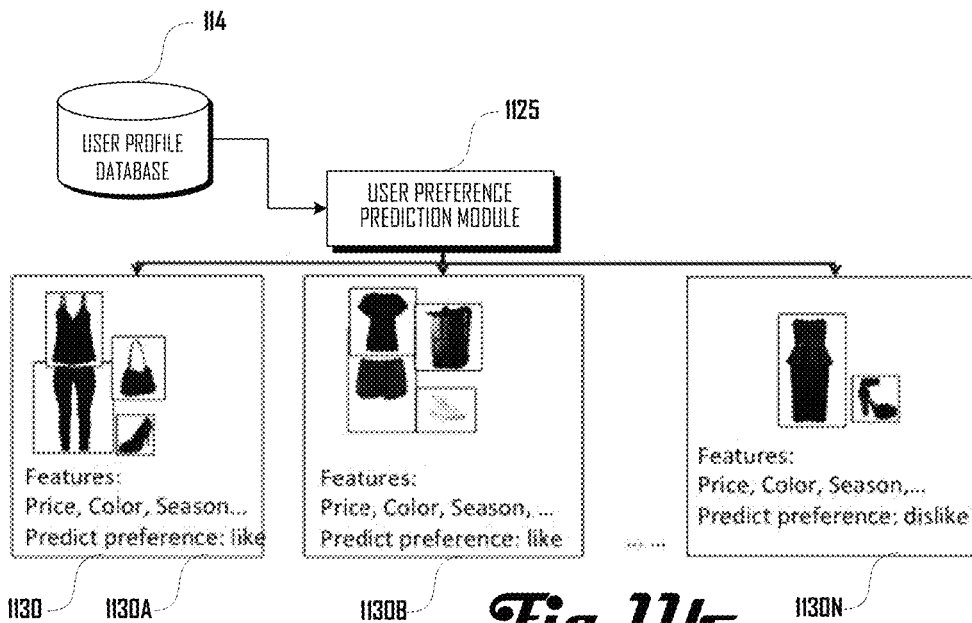 114
USER PROFILE
DATABASE
1125
USER PREFERENCE
PREDICTION MODULE
Features:
Price, Color, Season...
Predict preference: like
Features:
Price, Color, Season, ...
Predict preference: like
... ...
Features:
Price, Color, Season,...
Predict preference: dislike
1130
1130A
1130B
1130N
Fig.